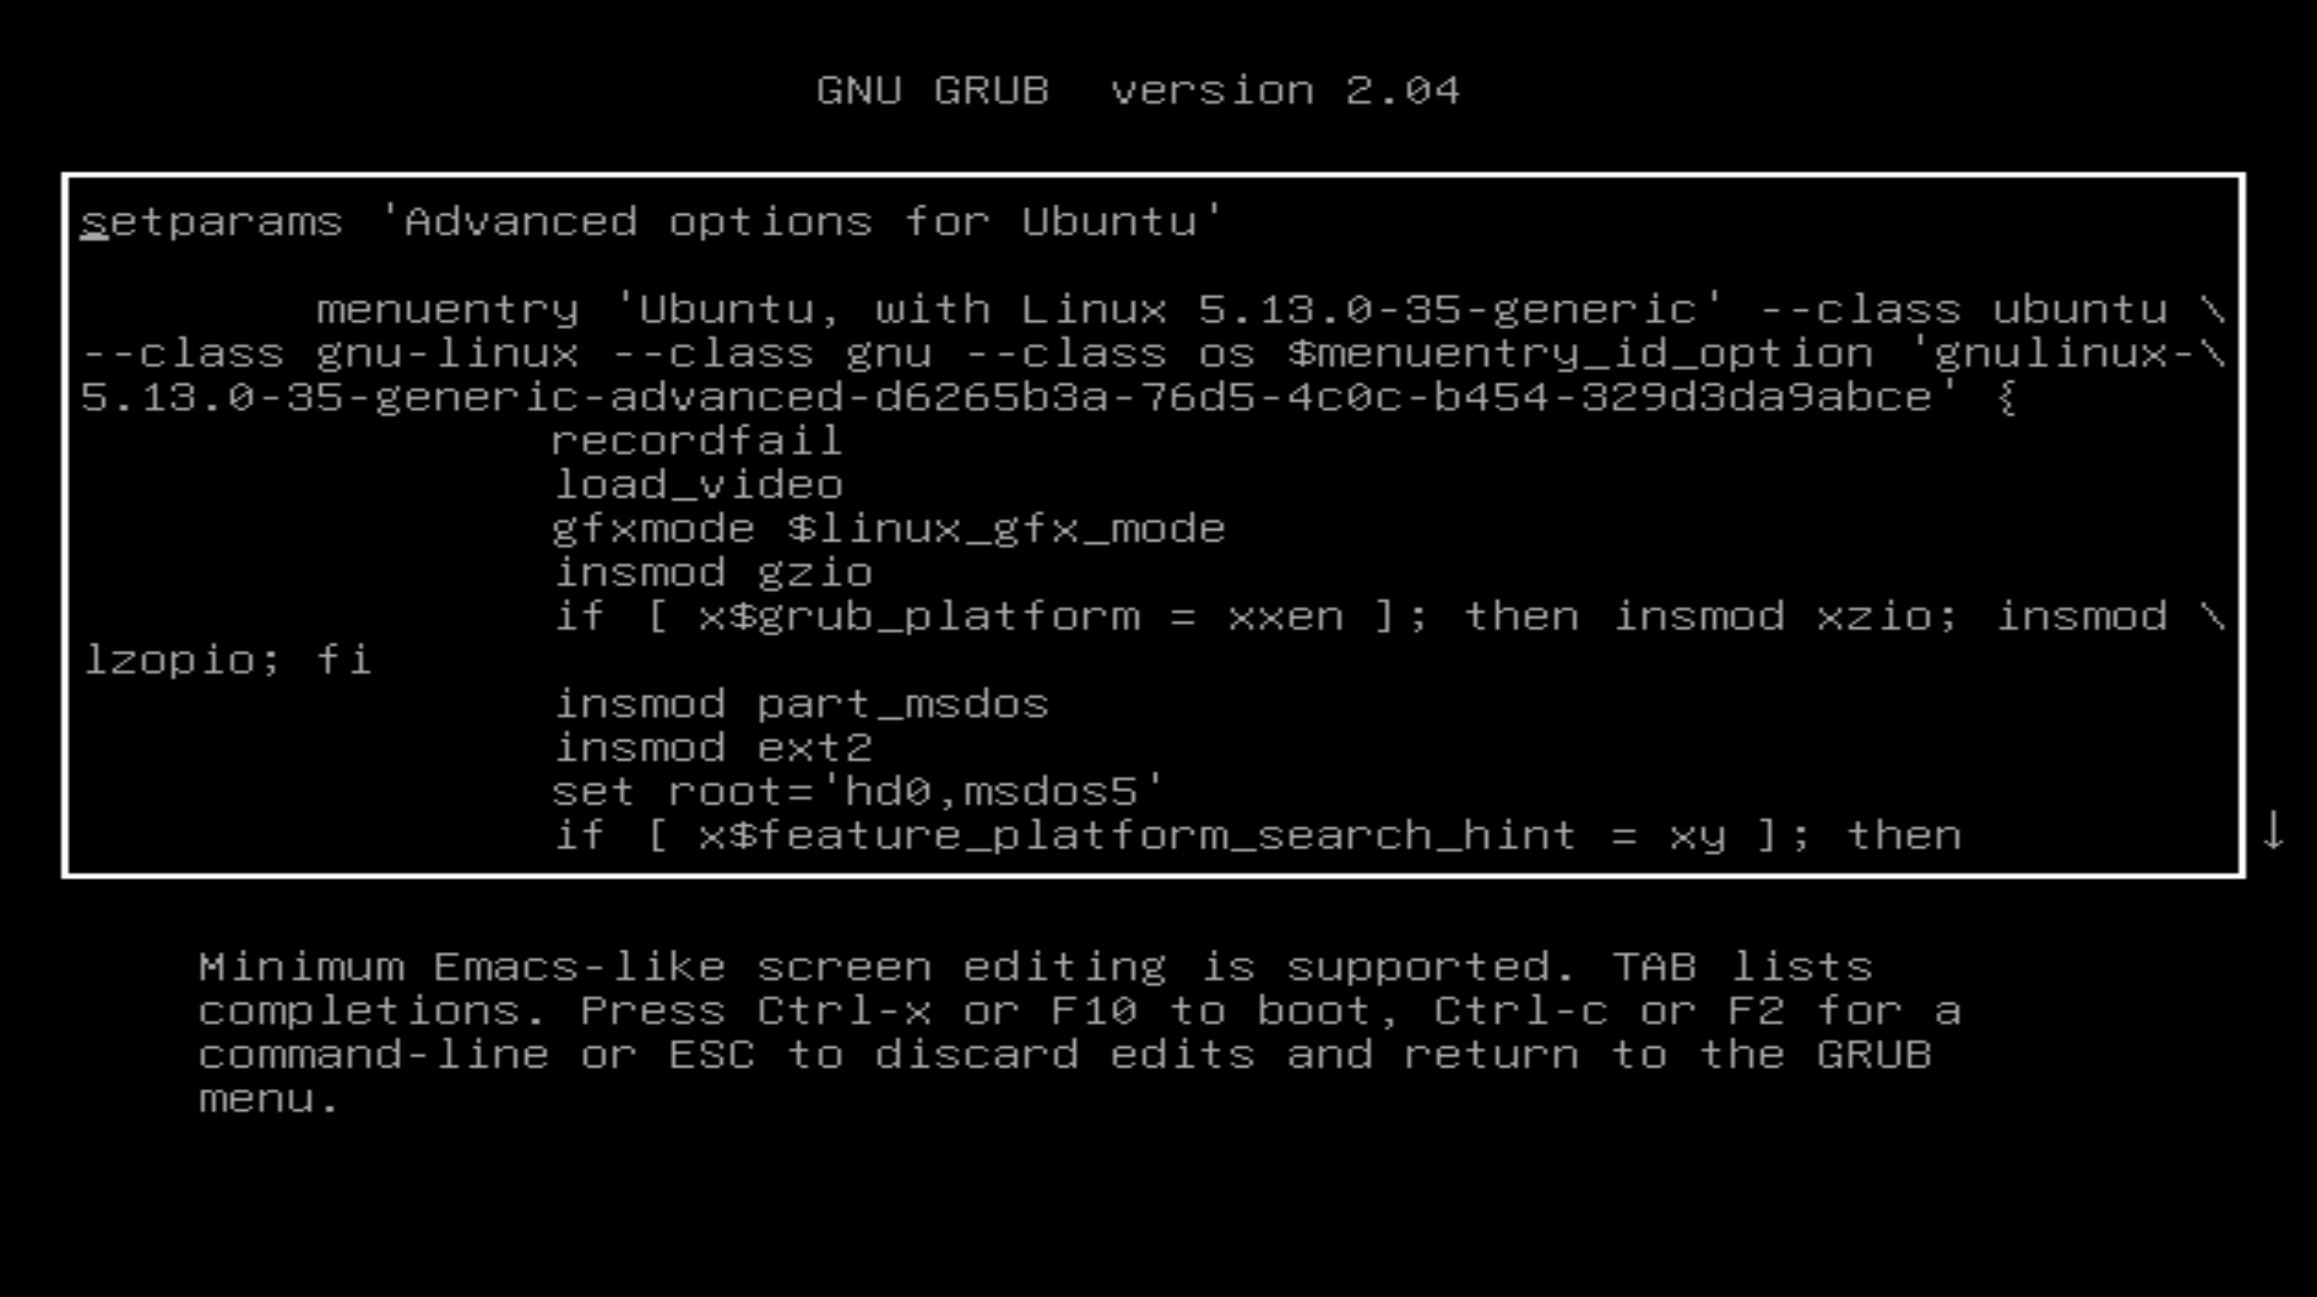 GNU GRUB  version 2.04
setparams 'Advanced options for Ubuntu'
menuentry 'Ubuntu, with Linux 5.13.0-35-generic' --class ubuntu \
--class gnu-linux --class gnu --class os $menuentry_id_option 'gnulinux-\
5.13.0-35-generic-advanced-d6265b3a-76d5-4c0c-b454-329d3da9abce' {
recordfail
load_video
gfxmode $linux_gfx_mode
insmod gzio
if [ x$grub_platform = xxen ]; then insmod xzio; insmod \
lzopio; fi
insmod part_msdos
insmod ext2
set root='hd0,msdos5'
if [ x$feature_platform_search_hint = xy ]; then
↓
Minimum Emacs-like screen editing is supported. TAB lists
completions. Press Ctrl-x or F10 to boot, Ctrl-c or F2 for a
command-line or ESC to discard edits and return to the GRUB
menu.